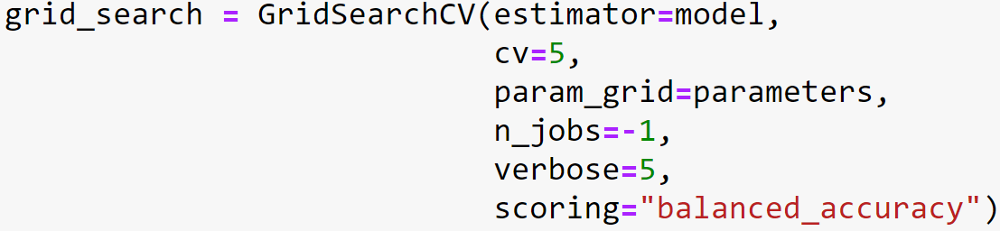 grid_search = GridSearchCV(estimator=model,
cv=5,
param_grid=parameters,
n_jobs=-1,
verbose=5,
scoring="balanced_accuracy")